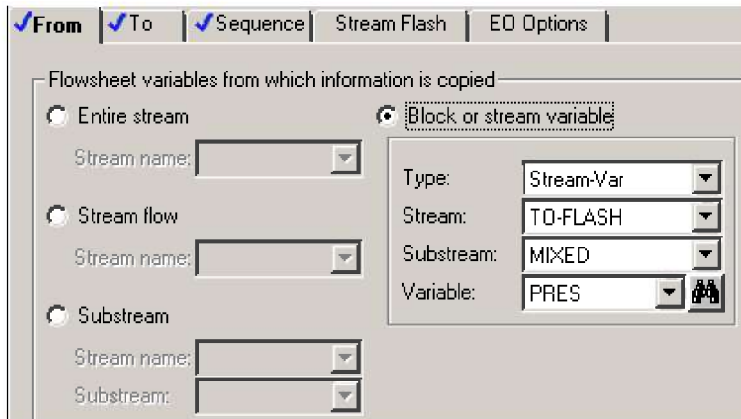 From To Sequence Stream Flash EO Options
Flowsheet variables from which information is copied
Entire stream
Stream name:
Stream flow
Stream name:
Substream
Stream name:
Substream:
Block or stream variable
Type: Stream-Var
Stream: TO-FLASH
Substream: MIXED
Variable: PRES